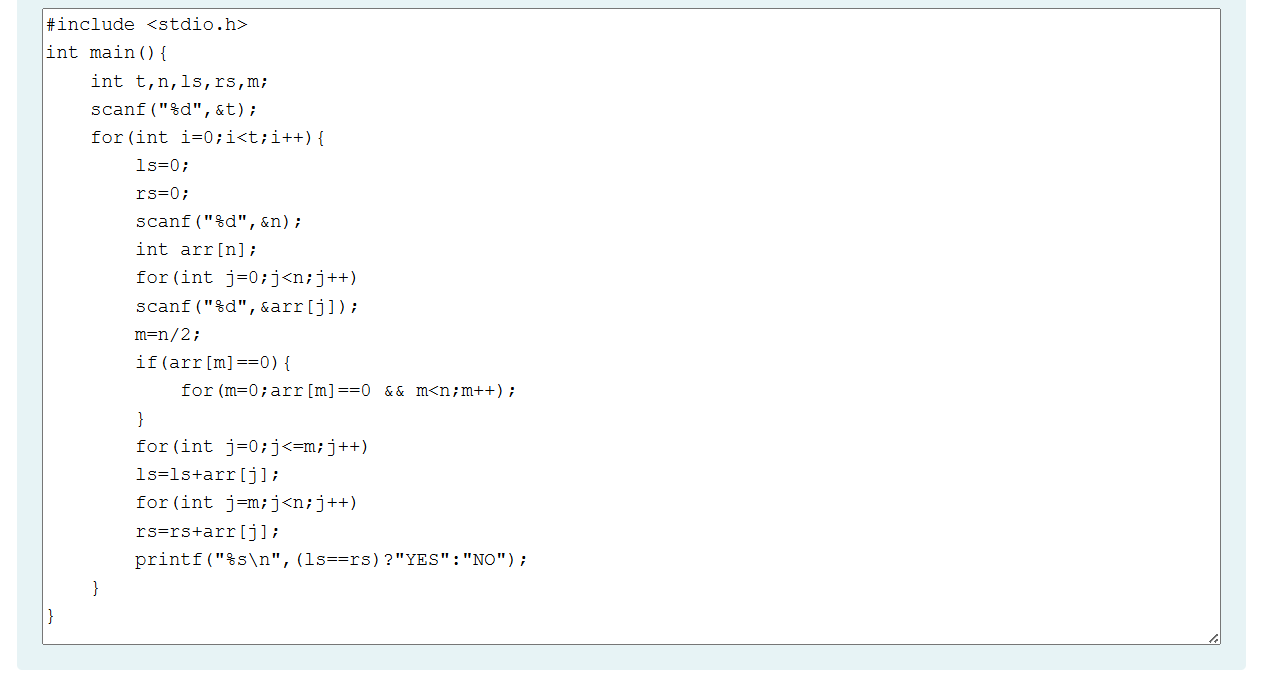 #include <stdio.h>
int main(){
    int t,n,ls,rs,m;
    scanf("%d",&t);
    for(int i=0;i<t;i++){
        ls=0;
        rs=0;
        scanf("%d",&n);
        int arr[n];
        for(int j=0;j<n;j++)
        scanf("%d",&arr[j]);
        m=n/2;
        if(arr[m]==0){
            for(m=0;arr[m]==0 && m<n;m++);
        }
        for(int j=0;j<=m;j++)
        ls=ls+arr[j];
        for(int j=m;j<n;j++)
        rs=rs+arr[j];
        printf("%s\n",(ls==rs)?"YES":"NO");
    }
}